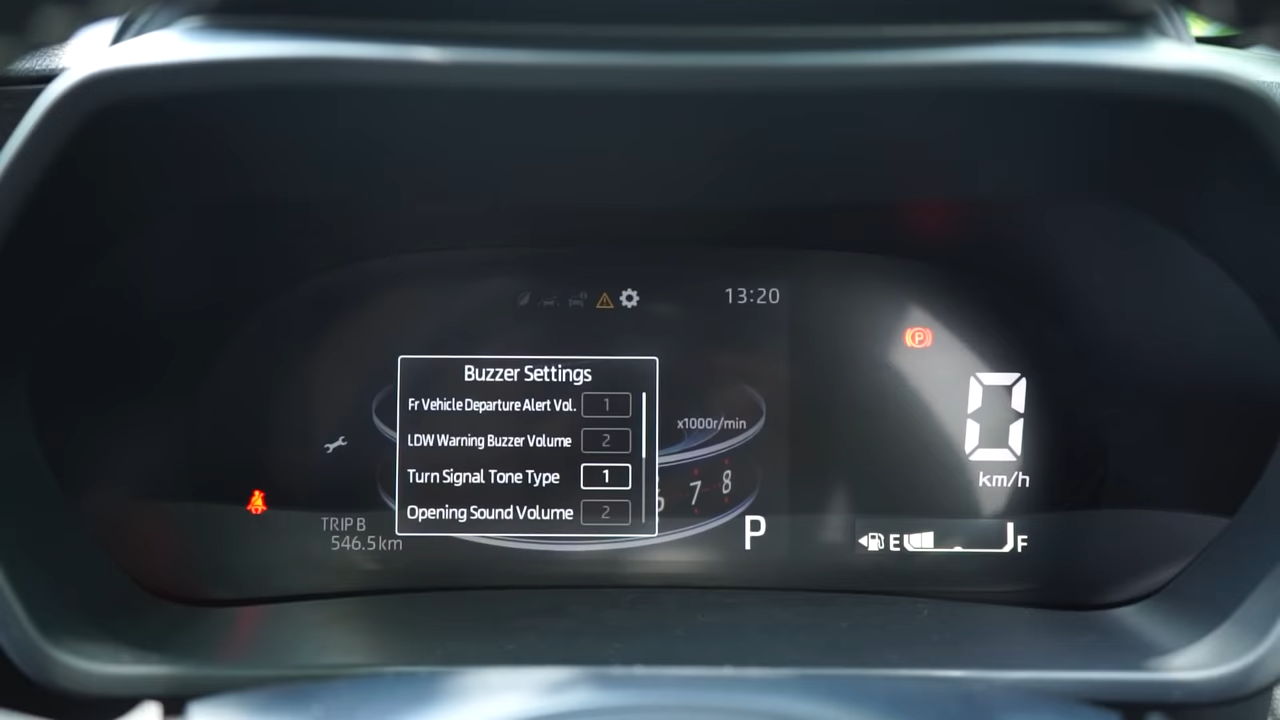 13:20
Buzzer Settings
Fr Vehicle Departure Alert Vol. 1
LDW Warning Buzzer Volume 2
Turn Signal Tone Type 1
Opening Sound Volume 2
x1000r/min
6 7 8
P
0
km/h
TRIP B
546.5km
P
E F